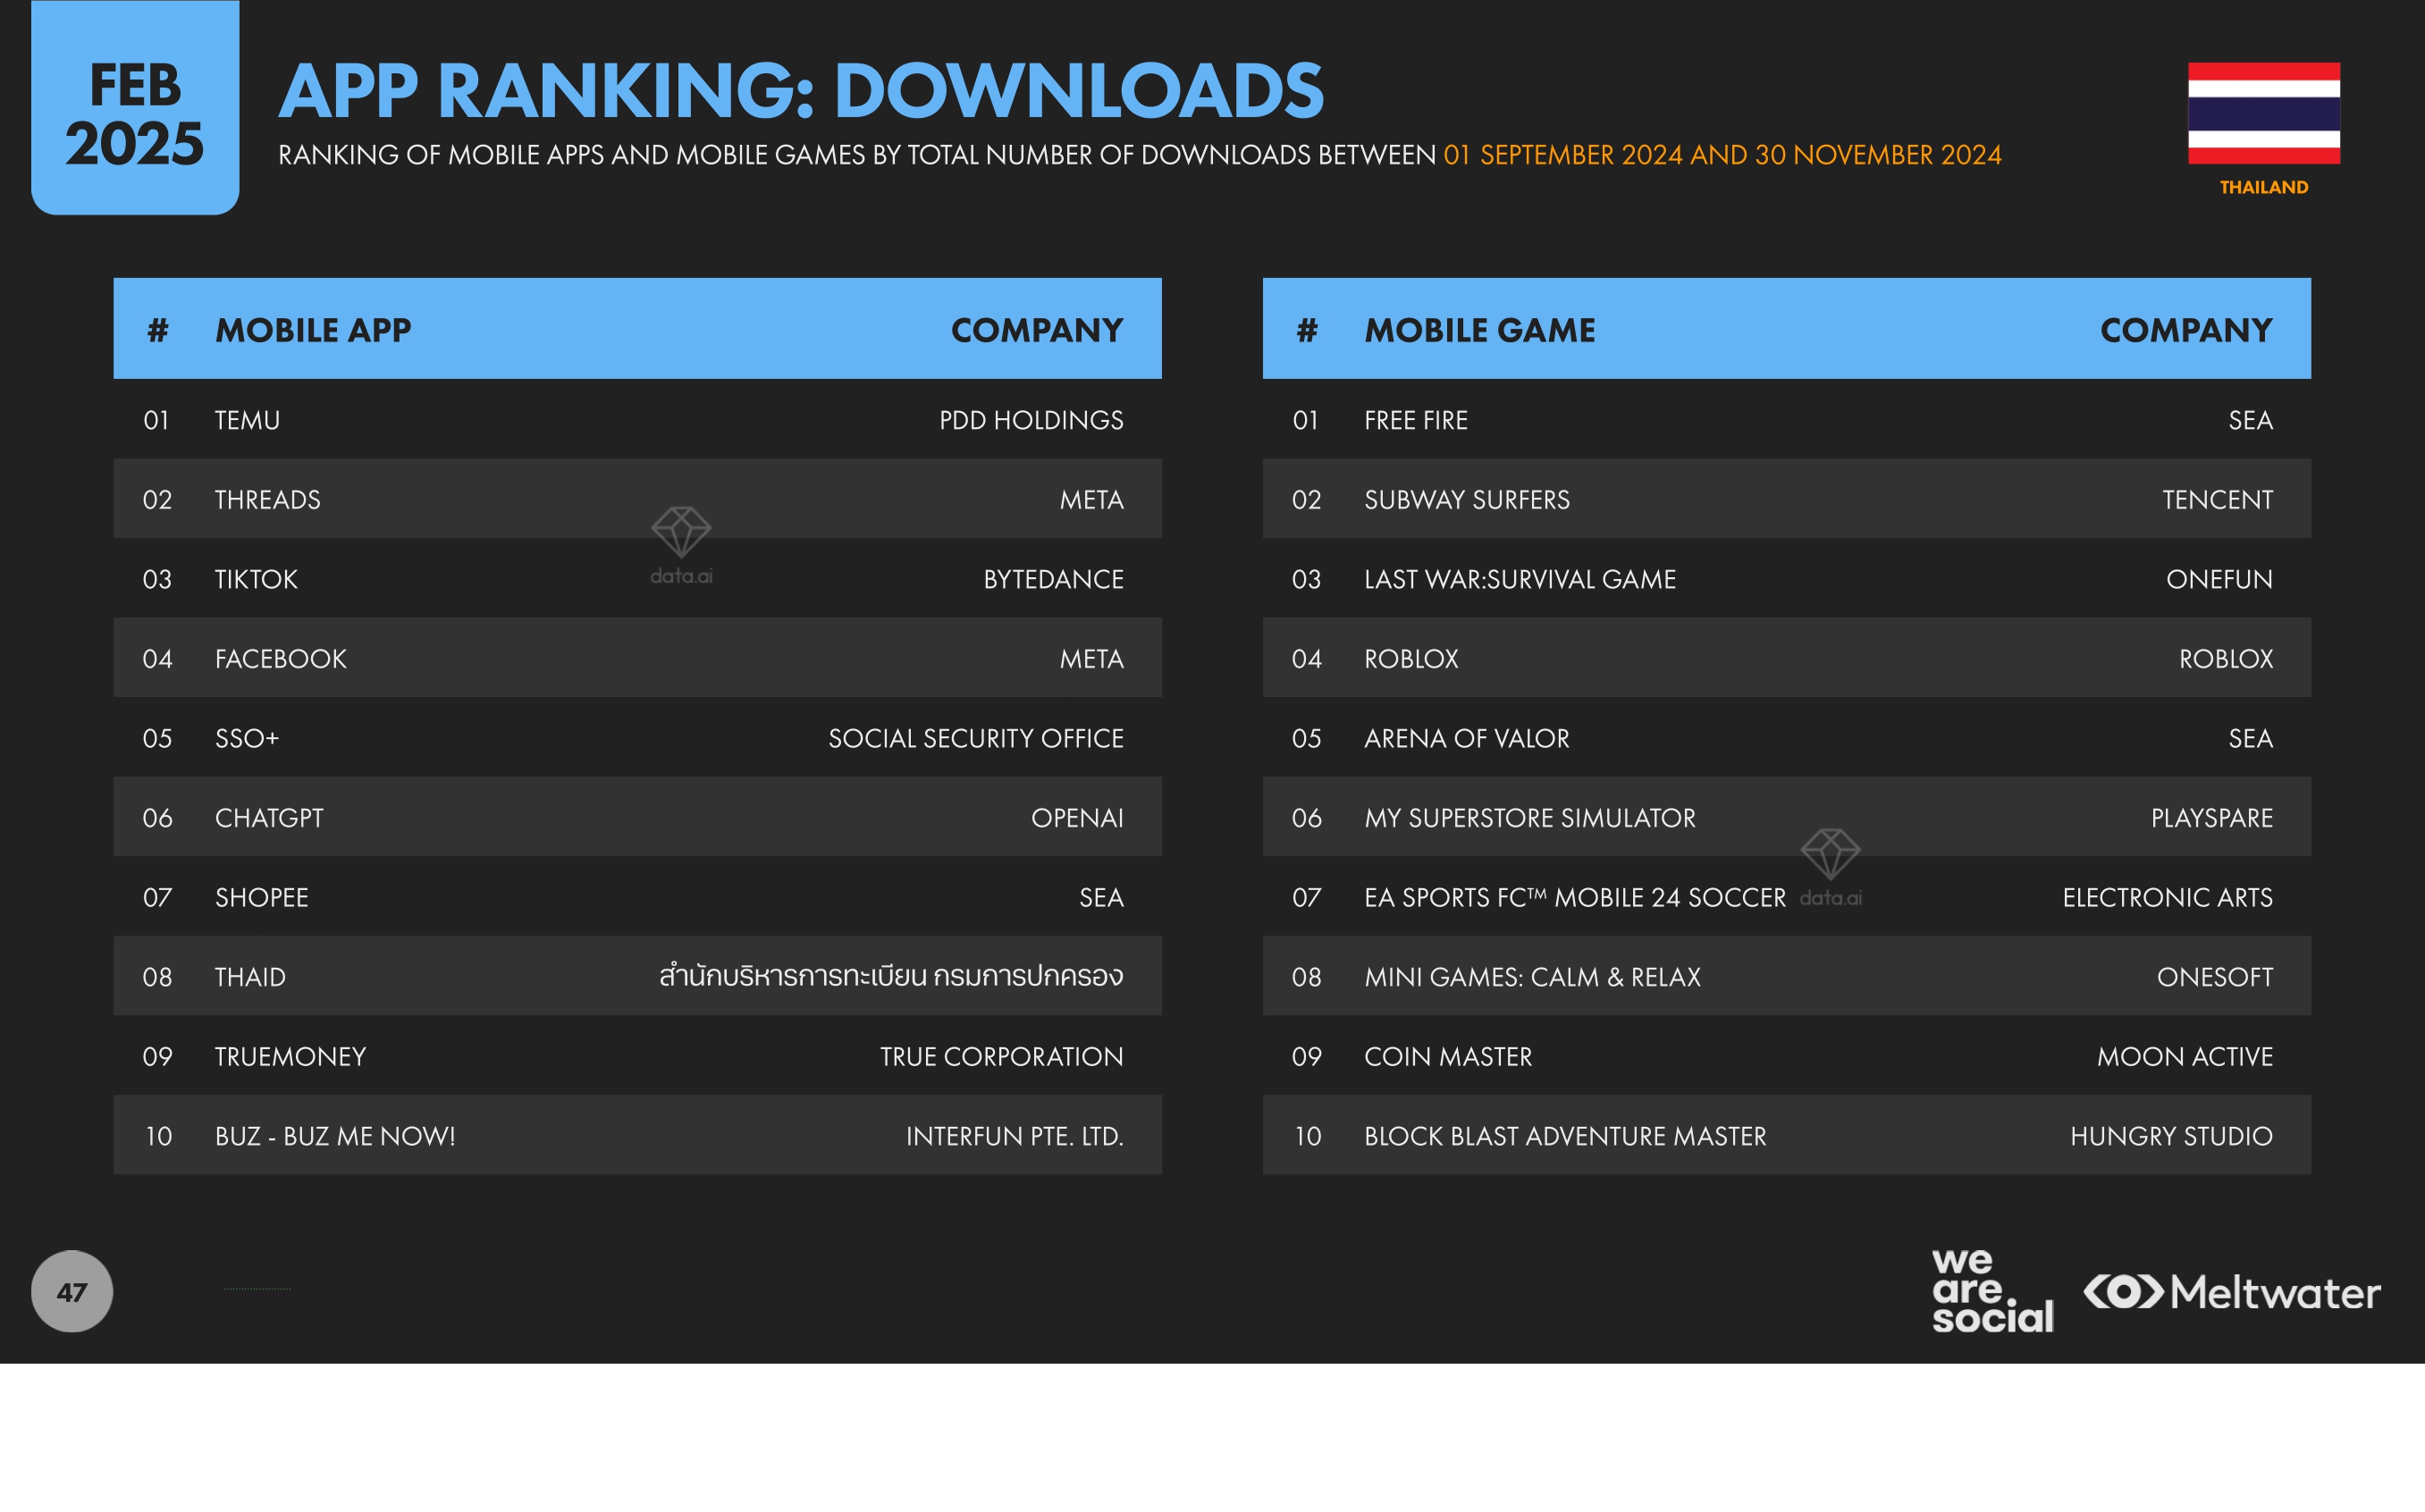 FEB
2025
APP RANKING: DOWNLOADS
RANKING OF MOBILE APPS AND MOBILE GAMES BY TOTAL NUMBER OF DOWNLOADS BETWEEN 01 SEPTEMBER 2024 AND 30 NOVEMBER 2024
THAILAND
# MOBILE APP COMPANY
01 TEMU PDD HOLDINGS
02 THREADS META
03 TIKTOK BYTEDANCE
04 FACEBOOK META
05 SSO+ SOCIAL SECURITY OFFICE
06 CHATGPT OPENAI
07 SHOPEE SEA
08 THAID สำนักบริหารการทะเบียน กรมการปกครอง
09 TRUEMONEY TRUE CORPORATION
10 BUZ - BUZ ME NOW! INTERFUN PTE. LTD.
data.ai
# MOBILE GAME COMPANY
01 FREE FIRE SEA
02 SUBWAY SURFERS TENCENT
03 LAST WAR:SURVIVAL GAME ONEFUN
04 ROBLOX ROBLOX
05 ARENA OF VALOR SEA
06 MY SUPERSTORE SIMULATOR PLAYSPARE
07 EA SPORTS FC™ MOBILE 24 SOCCER ELECTRONIC ARTS
08 MINI GAMES: CALM & RELAX ONESOFT
09 COIN MASTER MOON ACTIVE
10 BLOCK BLAST ADVENTURE MASTER HUNGRY STUDIO
data.ai
47
we
are
social
Meltwater